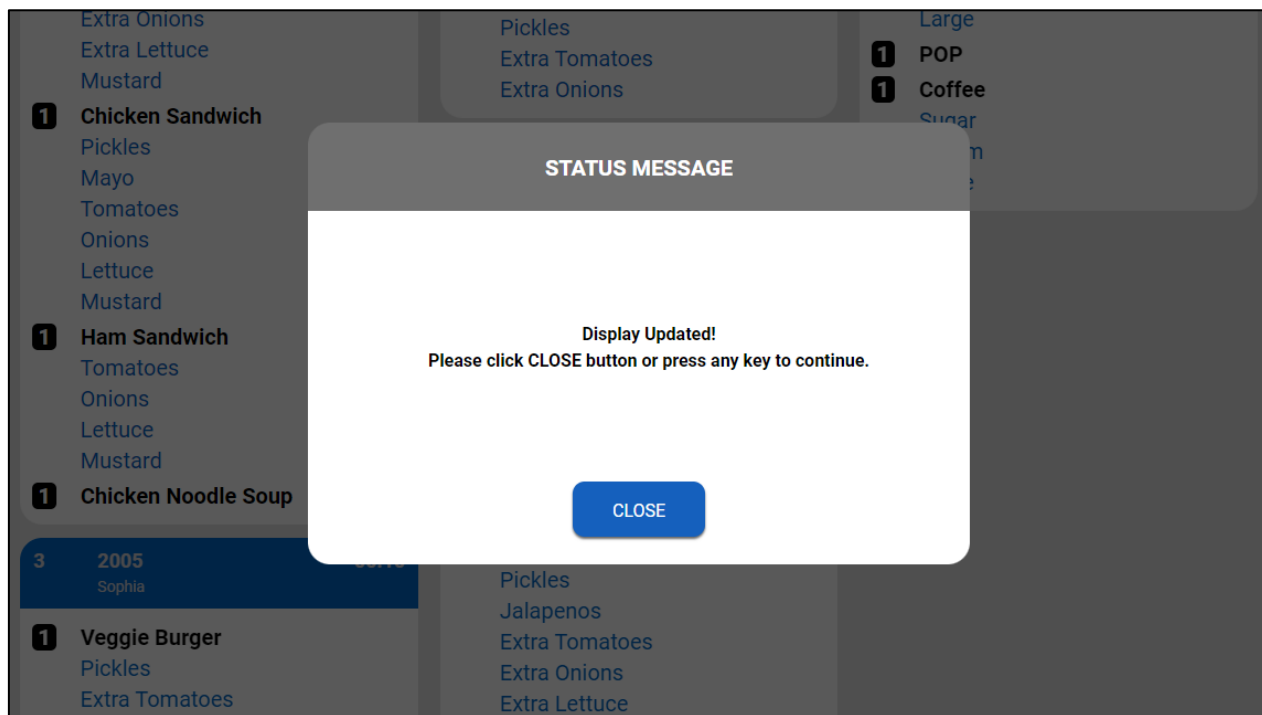 Extra Onions
Extra Lettuce
Mustard
1 Chicken Sandwich
Pickles
Mayo
Tomatoes
Onions
Lettuce
Mustard
1 Ham Sandwich
Tomatoes
Onions
Lettuce
Mustard
1 Chicken Noodle Soup
3 2005
Sophia
1 Veggie Burger
Pickles
Extra Tomatoes
Pickles
Extra Tomatoes
Extra Onions
Pickles
Jalapenos
Extra Tomatoes
Extra Onions
Extra Lettuce
Large
1 POP
1 Coffee
Sugar
STATUS MESSAGE
Display Updated!
Please click CLOSE button or press any key to continue.
CLOSE